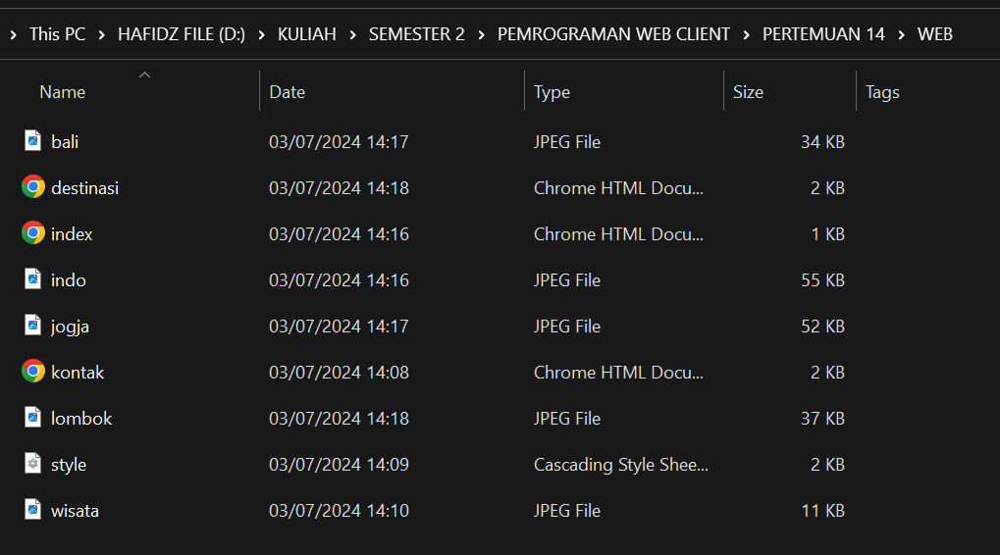 This PC > HAFIDZ FILE (D:) > KULIAH > SEMESTER 2 > PEMROGRAMAN WEB CLIENT > PERTEMUAN 14 > WEB
Name Date Type Size Tags
bali 03/07/2024 14:17 JPEG File 34 KB
destinasi 03/07/2024 14:18 Chrome HTML Docu... 2 KB
index 03/07/2024 14:16 Chrome HTML Docu... 1 KB
indo 03/07/2024 14:16 JPEG File 55 KB
jogja 03/07/2024 14:17 JPEG File 52 KB
kontak 03/07/2024 14:08 Chrome HTML Docu... 2 KB
lombok 03/07/2024 14:18 JPEG File 37 KB
style 03/07/2024 14:09 Cascading Style Shee... 2 KB
wisata 03/07/2024 14:10 JPEG File 11 KB